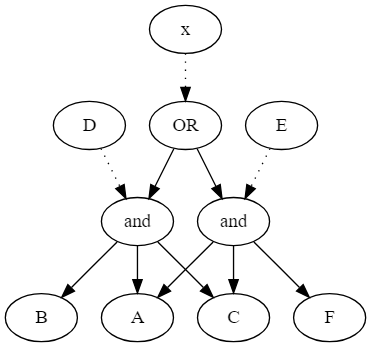 x
D OR E
and and
B A C F